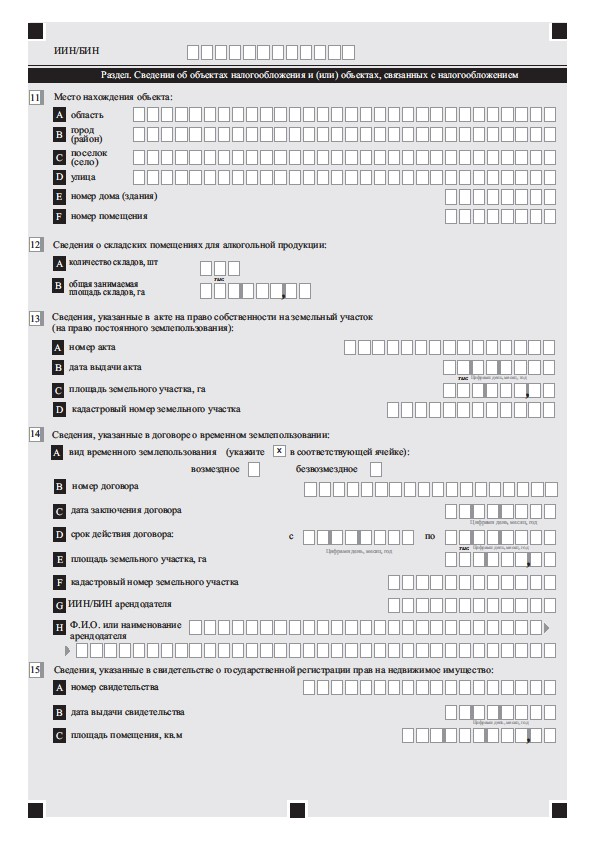 ИИН/БИН
Раздел. Сведения об объектах налогообложения и (или) обьектах, связанных с налогообложением
11 Место нахождения объекта:
A область
B город
(район)
C поселок
(село)
D улица
E номер дома (здания)
F номер помещения
12 Сведения о складских помещениях для алкогольной продукции:
A количество складов, шт
тыс
B общая занимаемая
площадь складов, га
,
13 Сведения, указанные в акте на право собственности на земельный участок
(на право постоянного землепользования):
A номер акта
B дата выдачи акта
тыс Цифрами день, месяц, год
C площадь земельного участка, га ,
D кадастровый номер земельного участка
14 Сведения, указанные в договоре о временном землепользовании:
A вид временного землепользования (укажите X в соответствующей ячейке):
возмездное безвозмездное
B номер договора
C дата заключения договора
Цифрами день, месяц, год
D срок действия договора: с по
Цифрами день, месяц, год тыс Цифрами день, месяц, год
E площадь земельного участка, га ,
F кадастровый номер земельного участка
G ИИН/БИН арендодателя
H Ф.И.О. или наименование
арендодателя
15 Сведения, указанные в свидетельстве о государственной регистрации прав на недвижимое имущество:
A номер свидетельства
B дата выдачи свидетельства
Цифрами день, месяц, год
C площадь помещения, кв.м ,